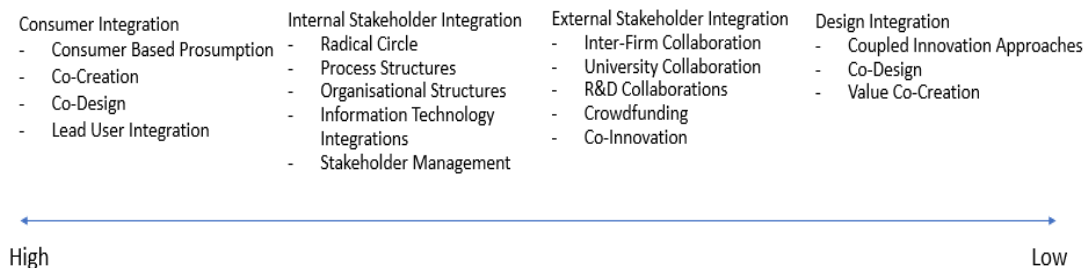 Consumer Integration
- Consumer Based Prosumption
- Co-Creation
- Co-Design
- Lead User Integration
Internal Stakeholder Integration
- Radical Circle
- Process Structures
- Organisational Structures
- Information Technology
Integrations
- Stakeholder Management
External Stakeholder Integration
- Inter-Firm Collaboration
- University Collaboration
- R&D Collaborations
- Crowdfunding
- Co-Innovation
Design Integration
- Coupled Innovation Approaches
- Co-Design
- Value Co-Creation
High
Low